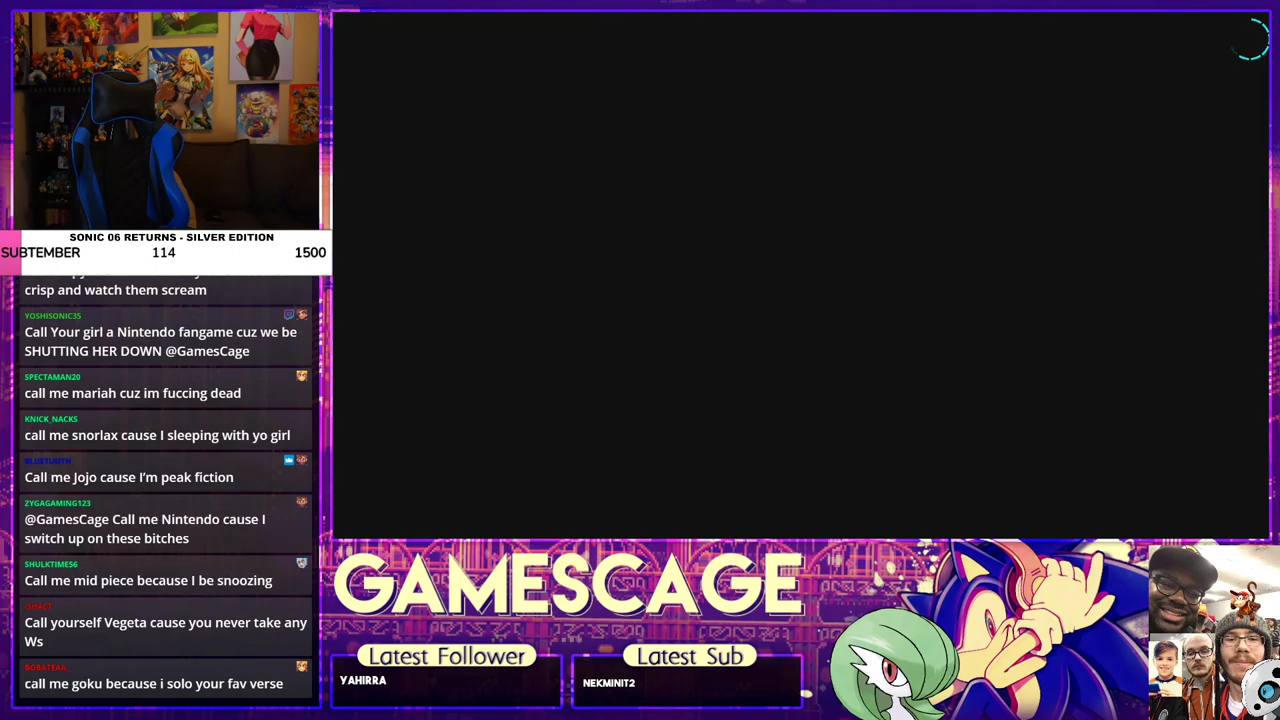 SONIC 06 RETURNS - SILVER EDITION
SUBTEMBER 114 1500
crisp and watch them scream
YOSHISONIC35
Call Your girl a Nintendo fangame cuz we be
SHUTTING HER DOWN @GamesCage
SPECTAMAN20
call me mariah cuz im fuccing dead
KNICK_NACKS
call me snorlax cause I sleeping with yo girl
Call me Jojo cause I’m peak fiction
ZYGAGAMING123
@GamesCage Call me Nintendo cause I
switch up on these bitches
SHULKTIME56
Call me mid piece because I be snoozing
Call yourself Vegeta cause you never take any
Ws
BOBATEAA
call me goku because i solo your fav verse
GAMESCAGE
Latest Follower
YAHIRRA
Latest Sub
NEKMINIT2